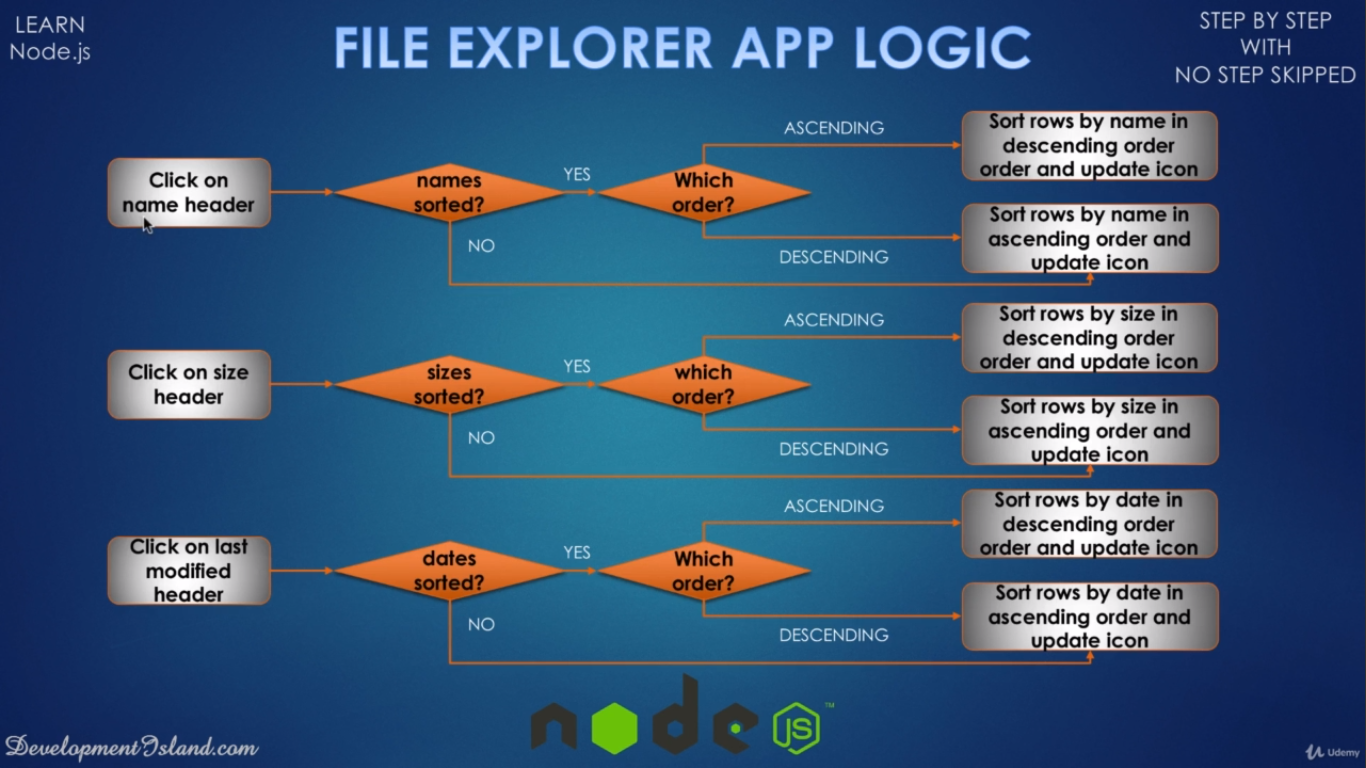 LEARN
Node.js
FILE EXPLORER APP LOGIC
STEP BY STEP
WITH
NO STEP SKIPPED
Click on
name header
names
sorted?
YES
NO
Which
order?
ASCENDING
DESCENDING
Sort rows by name in
descending order
order and update icon
Sort rows by name in
ascending order and
update icon
Click on size
header
sizes
sorted?
YES
NO
which
order?
ASCENDING
DESCENDING
Sort rows by size in
descending order
order and update icon
Sort rows by size in
ascending order and
update icon
Click on last
modified
header
dates
sorted?
YES
NO
Which
order?
ASCENDING
DESCENDING
Sort rows by date in
descending order
order and update icon
Sort rows by date in
ascending order and
update icon
node JS TM
DevelopmentIsland.com
Udemy